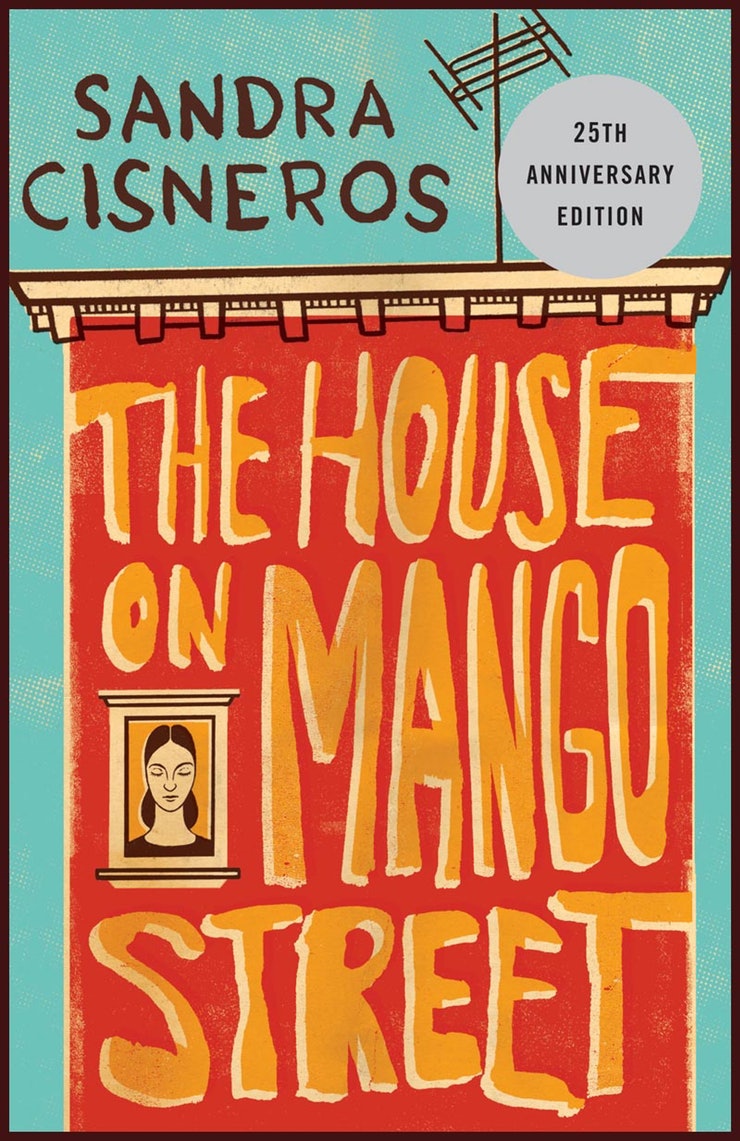 SANDRA
CISNEROS
25TH
ANNIVERSARY
EDITION
THE HOUSE
ON MANGO
STREET